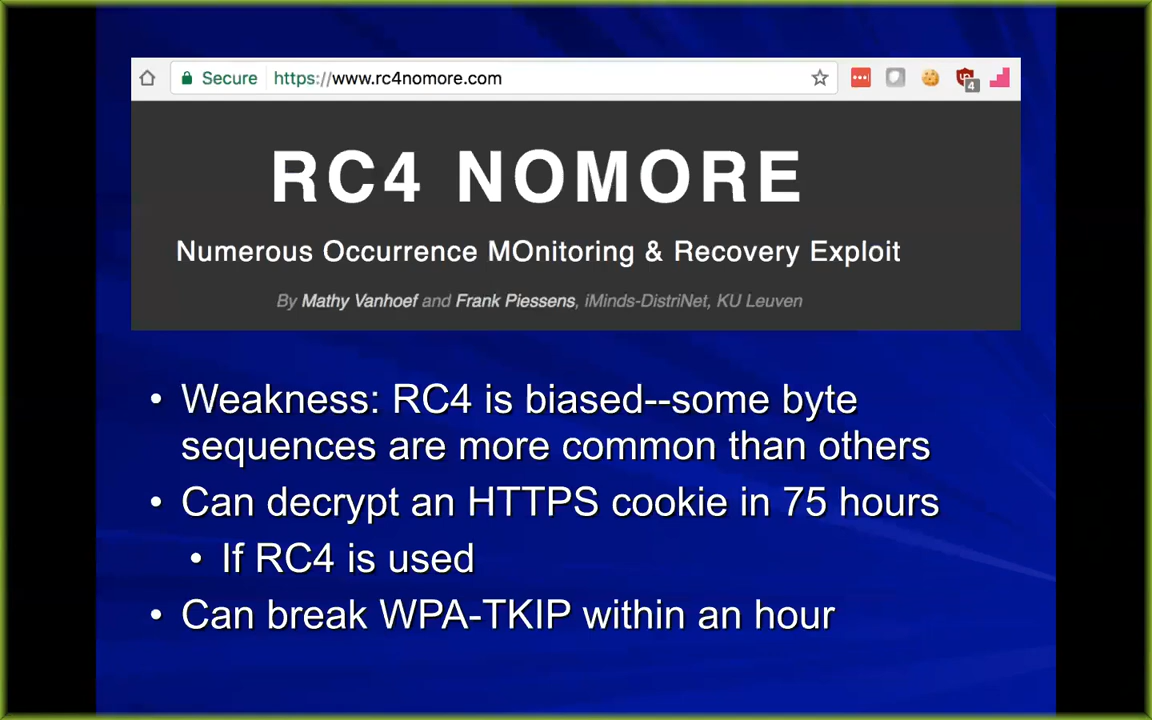 Secure https://www.rc4nomore.com
4
RC4 NOMORE
Numerous Occurrence MOnitoring & Recovery Exploit
By Mathy Vanhoef and Frank Piessens, iMinds-DistriNet, KU Leuven
• Weakness: RC4 is biased--some byte
sequences are more common than others
• Can decrypt an HTTPS cookie in 75 hours
• If RC4 is used
• Can break WPA-TKIP within an hour